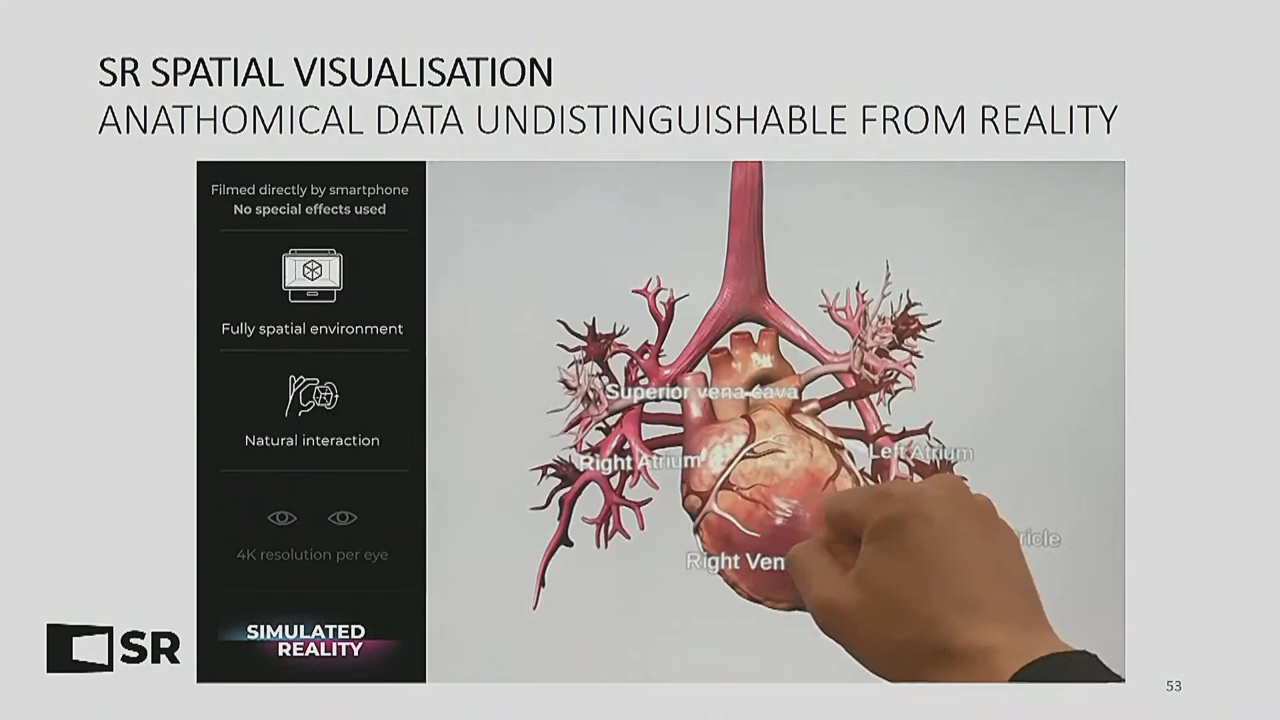 SR SPATIAL VISUALISATION
ANATHOMICAL DATA UNDISTINGUISHABLE FROM REALITY
Filmed directly by smartphone
No special effects used
Fully spatial environment
Natural interaction
4K resolution per eye
SIMULATED
REALITY
Superior vena cava
Right Atrium
Left Atrium
ricle
Right Ven
SR
53